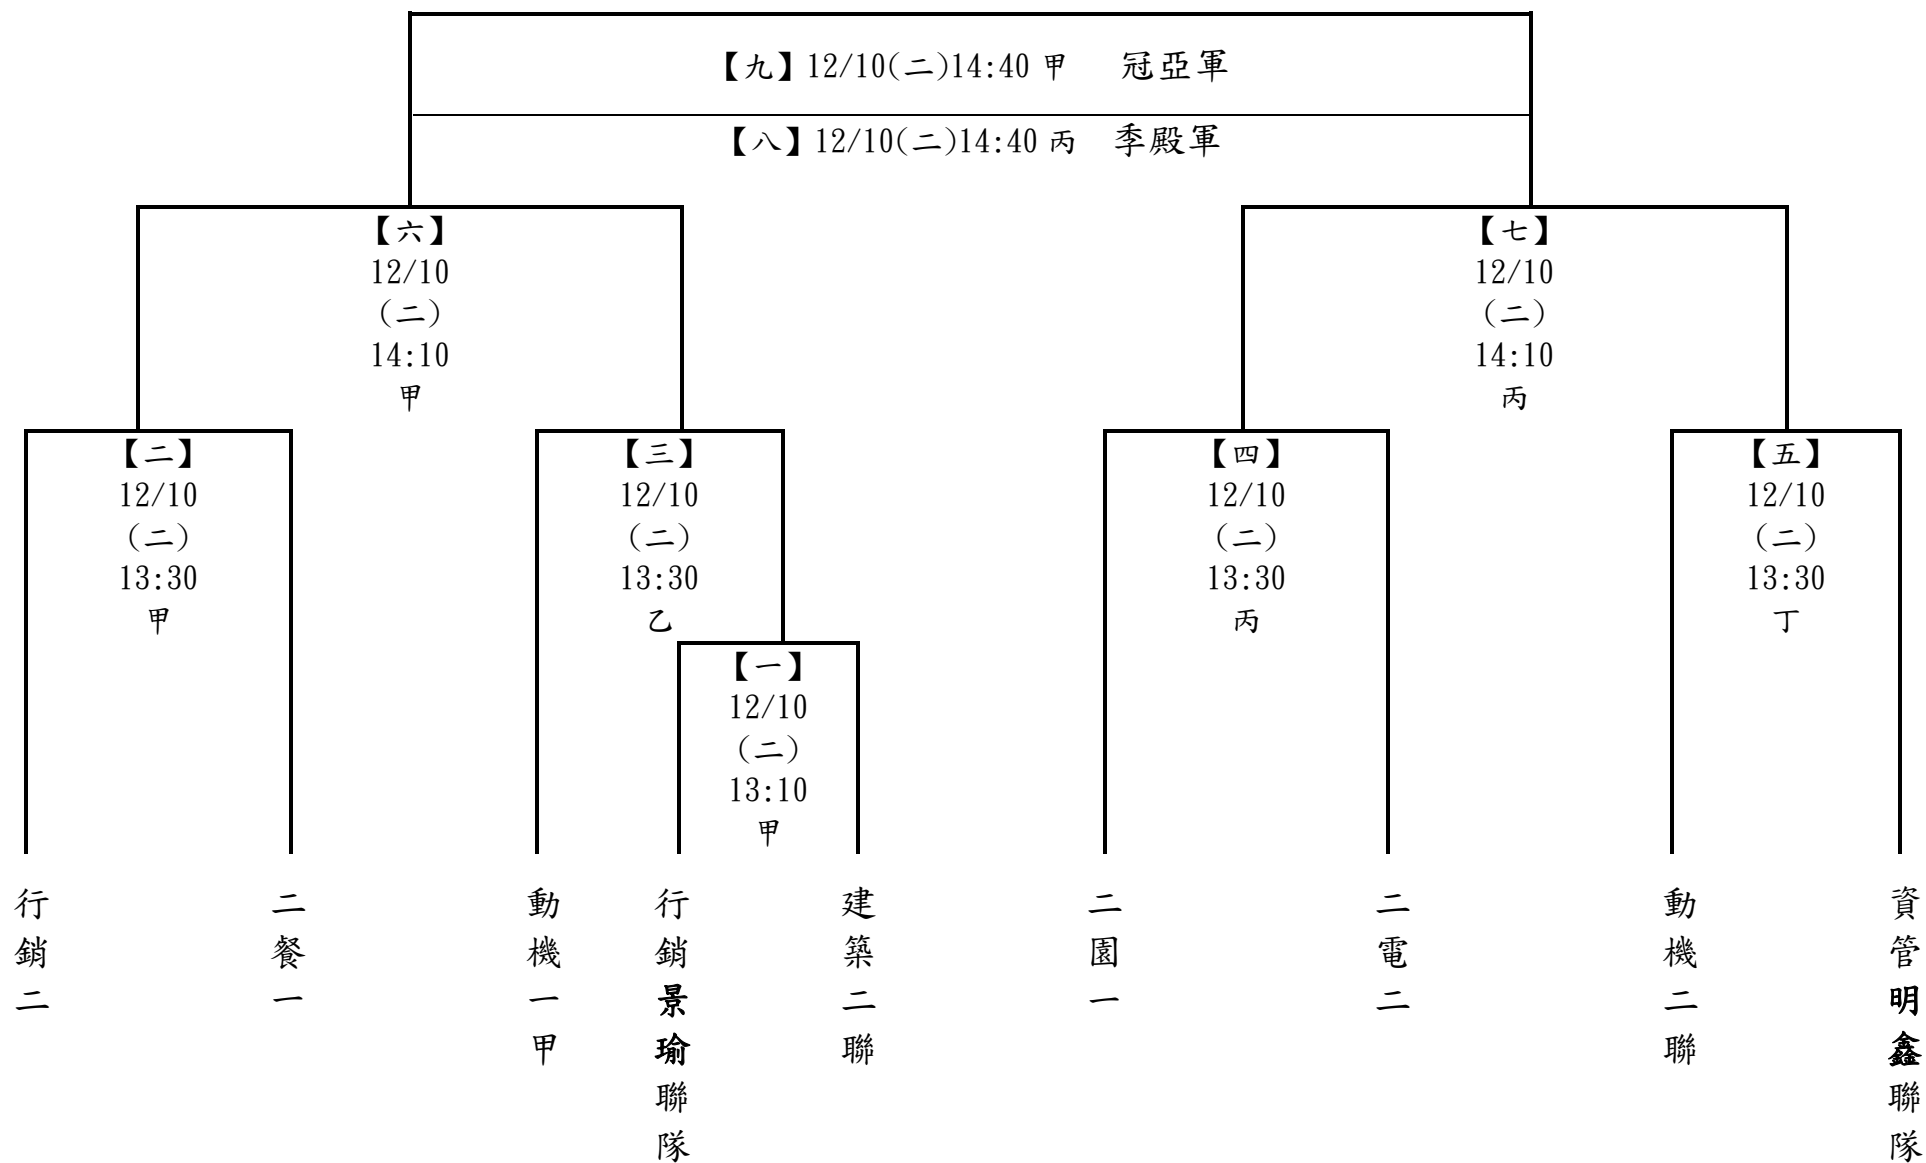 【九】12/10(二)14:40 甲 冠亞軍
【八】12/10(二)14:40 丙 季殿軍
【六】
12/10
(二)
14:10
甲
【七】
12/10
(二)
14:10
丙
【二】
12/10
(二)
13:30
甲
【三】
12/10
(二)
13:30
乙
【四】
12/10
(二)
13:30
丙
【五】
12/10
(二)
13:30
丁
【一】
12/10
(二)
13:10
甲
行銷二
二餐一
動機一甲
行銷景瑜聯隊
建築二聯
二園一
二電二
動機二聯
資管明鑫聯隊